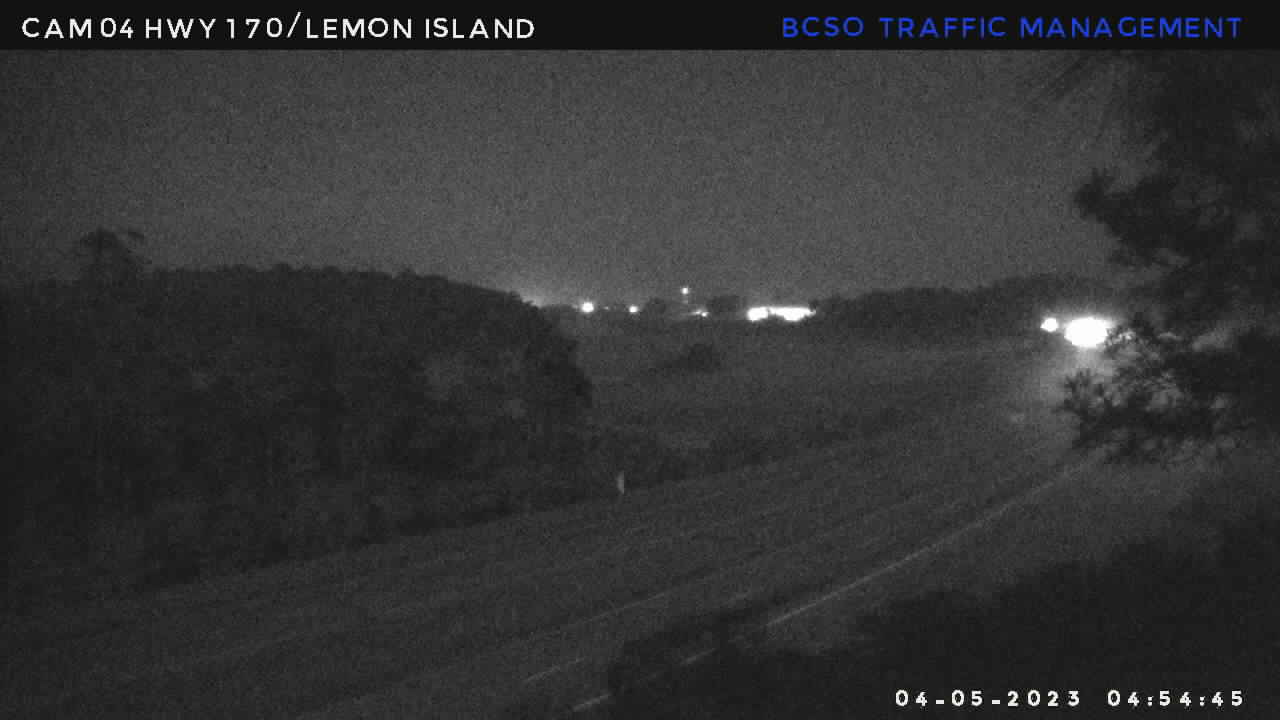 CAM04 HWY 170/LEMON ISLAND
BCSO TRAFFIC MANAGEMENT
04-05-2023 04:54:45